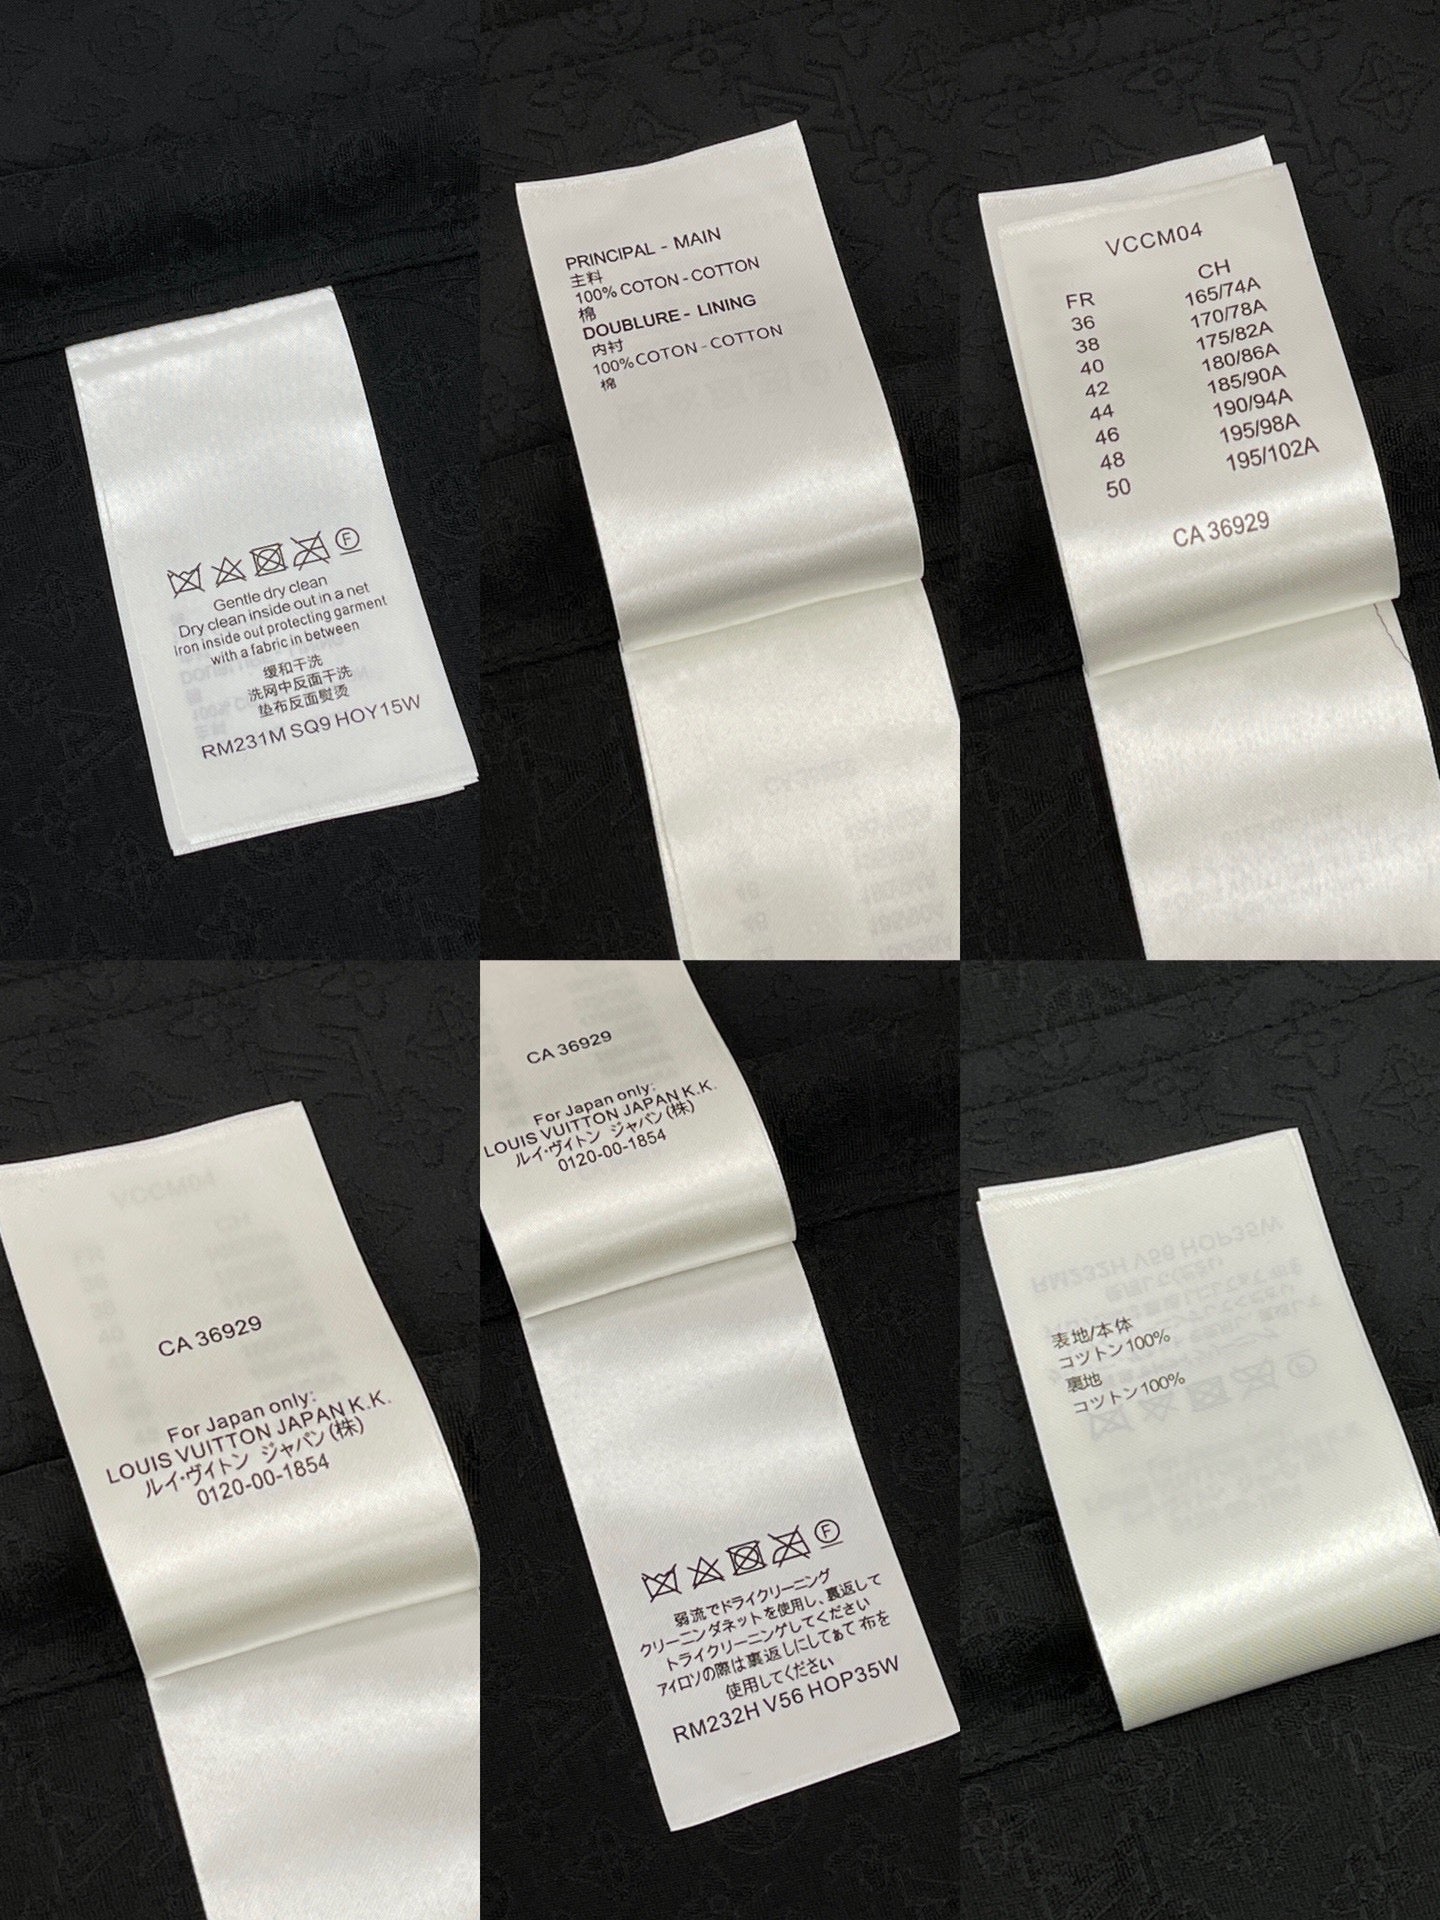 Gentle dry clean
Dry clean inside out in a net
Iron inside out protecting garment
with a fabric in between
缓和干洗
洗网中反面干洗
垫布反面熨烫
RM231M SQ9 HOY15W
PRINCIPAL - MAIN
主料
100% COTON - COTTON
棉
DOUBLURE - LINING
内衬
100% COTON - COTTON
棉
VCCM04
FR CH
36 165/74A
38 170/78A
40 175/82A
42 180/86A
44 185/90A
46 190/94A
48 195/98A
50 195/102A
CA 36929
CA 36929
For Japan only:
LOUIS VUITTON JAPAN K.K.
ルイ・ヴィトン ジャパン(株)
0120-00-1854
CA 36929
For Japan only:
LOUIS VUITTON JAPAN K.K.
ルイ・ヴィトン ジャパン(株)
0120-00-1854
F
弱流でドライクリーニング
クリーニンダネットを使用し、裏返して
トライクリーニングしてください
アイロソの際は裏返しにしてあて 布を
使用してください
RM232H V56 HOP35W
表地/本体
コツトン100%
裏地
コツトン100%